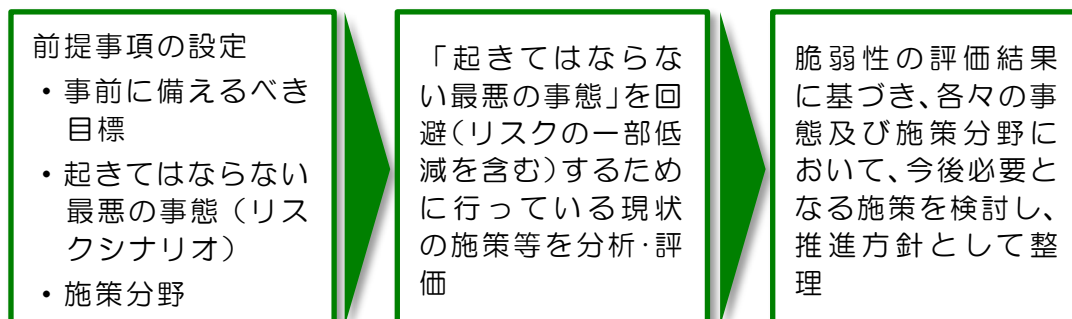 前提事項の設定
・事前に備えるべき
目標
・起きてはならない
最悪の事態（リス
クシナリオ）
・施策分野
「起きてはならな
い最悪の事態」を回
避（リスクの一部低
減を含む）するため
に行っている現状
の施策等を分析・評
価
脆弱性の評価結果
に基づき、各々の事
態及び施策分野に
おいて、今後必要と
なる施策を検討し、
推進方針として整
理